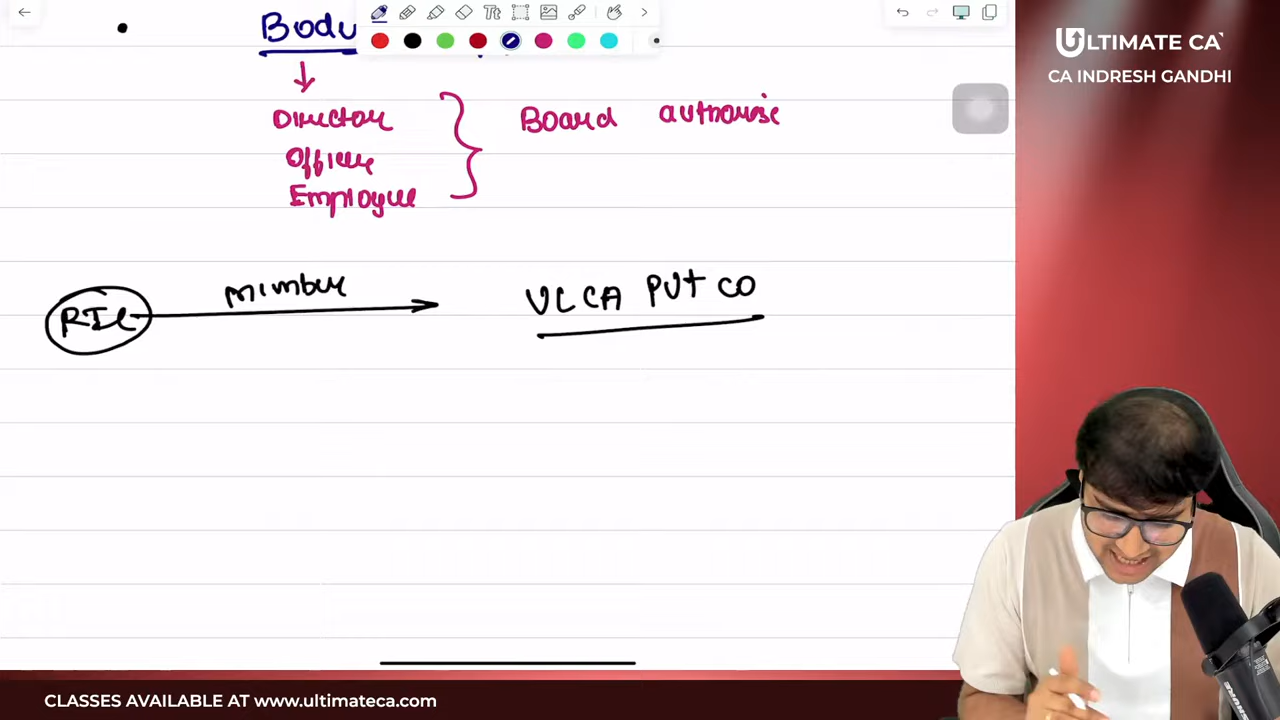 Body
Tt
ULTIMATE CA
CA INDRESH GANDHI
Director
Officer
Employee
Board authorise
RIL
member
ULCA PVT CO
CLASSES AVAILABLE AT www.ultimateca.com